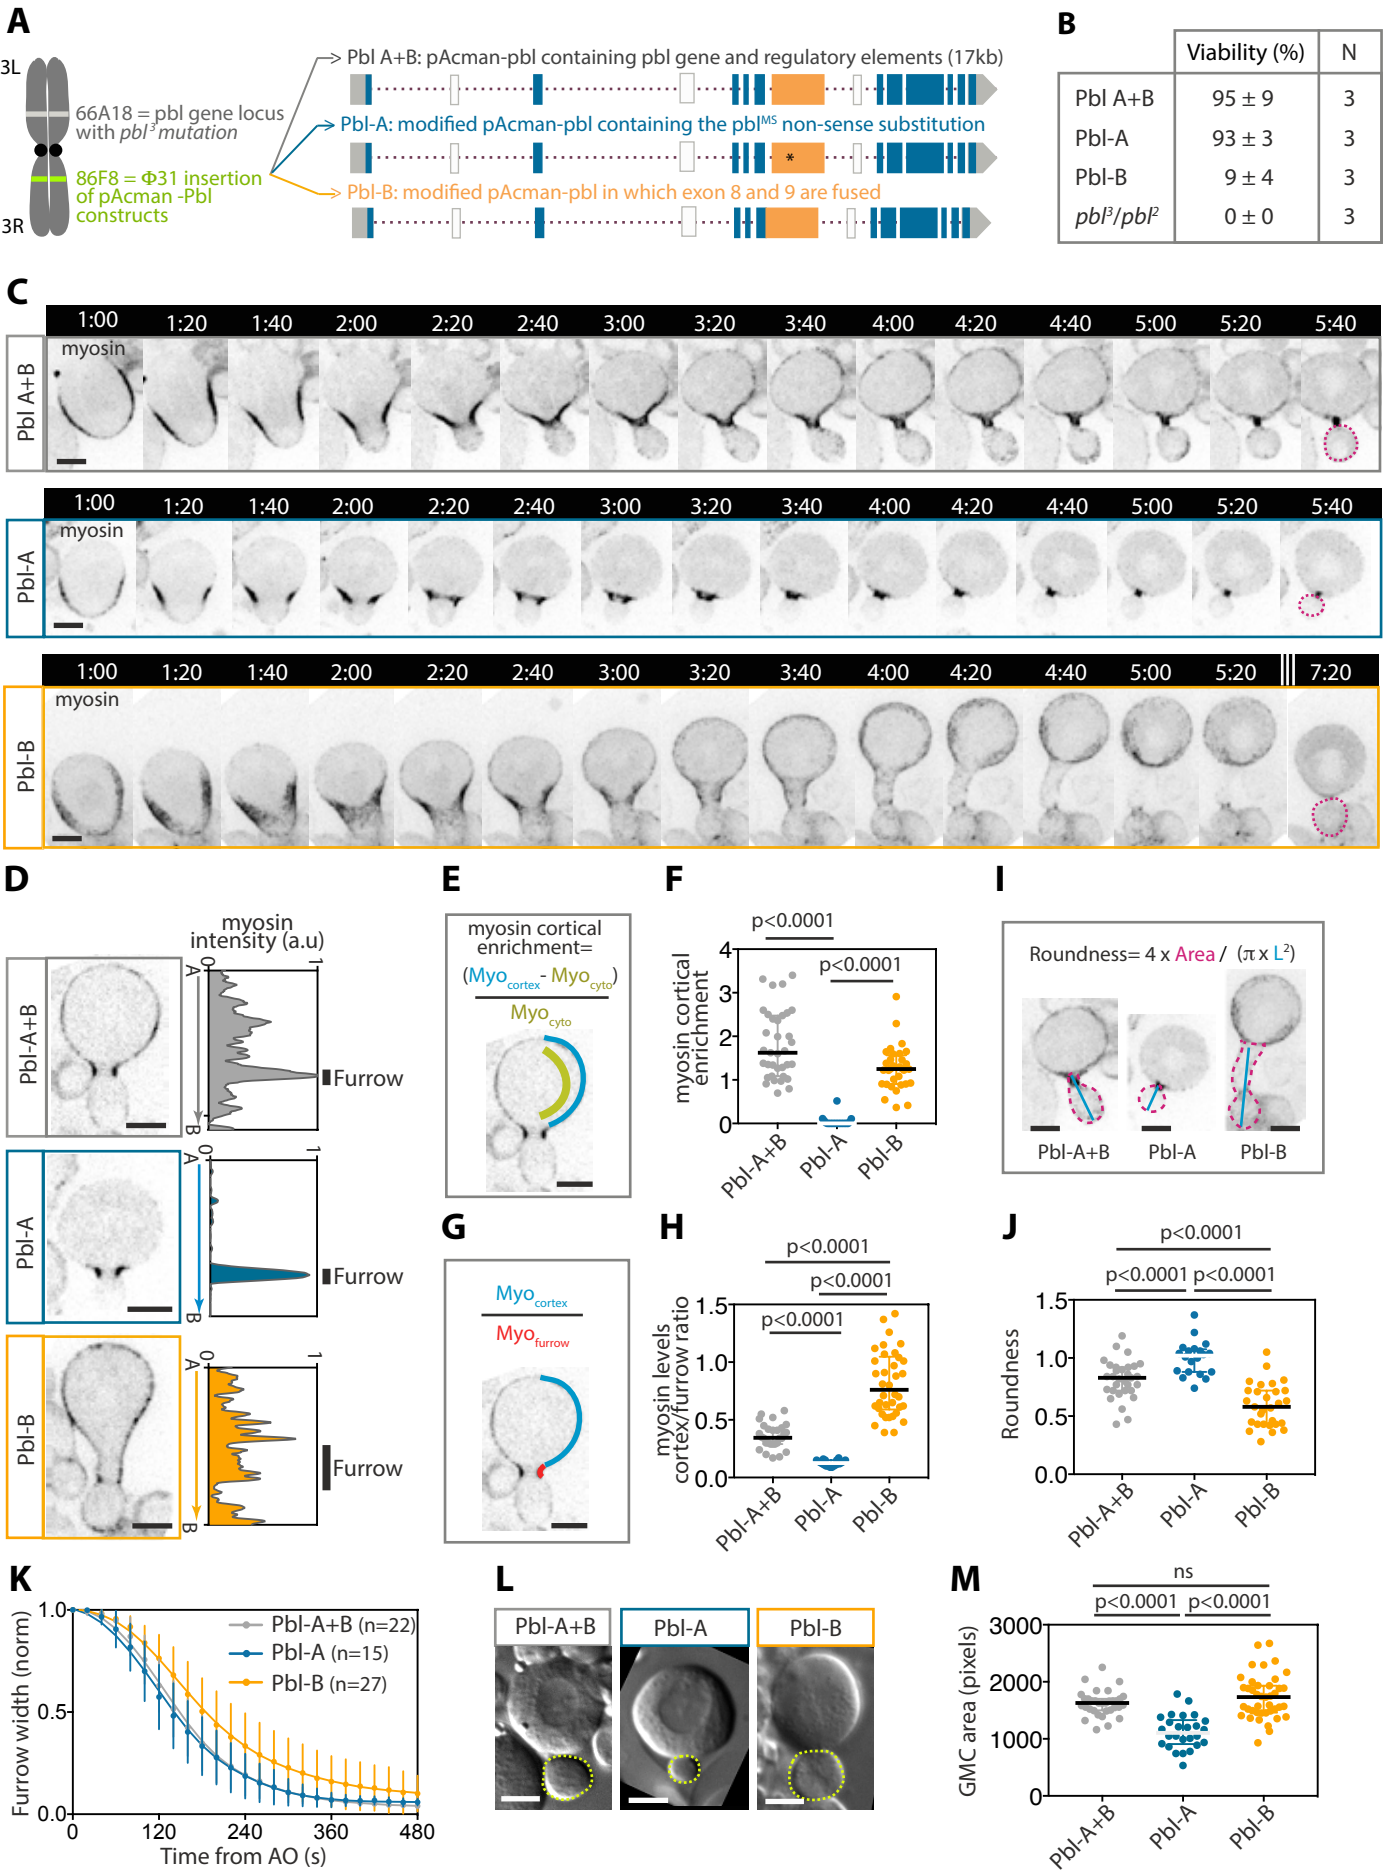 A
3L
3R
66A18 = pbl gene locus
with pbl³ mutation
86F8 = Φ31 insertion
of pAcman -Pbl
constructs
Pbl A+B: pAcman-pbl containing pbl gene and regulatory elements (17kb)
Pbl-A: modified pAcman-pbl containing the pblᴹˢ non-sense substitution
*
Pbl-B: modified pAcman-pbl in which exon 8 and 9 are fused
B
Viability (%) N
Pbl A+B 95 ± 9 3
Pbl-A 93 ± 3 3
Pbl-B 9 ± 4 3
pbl³/pbl² 0 ± 0 3
C
1:00 1:20 1:40 2:00 2:20 2:40 3:00 3:20 3:40 4:00 4:20 4:40 5:00 5:20 5:40
myosin
Pbl A+B
1:00 1:20 1:40 2:00 2:20 2:40 3:00 3:20 3:40 4:00 4:20 4:40 5:00 5:20 5:40
myosin
Pbl-A
1:00 1:20 1:40 2:00 2:20 2:40 3:00 3:20 3:40 4:00 4:20 4:40 5:00 5:20 7:20
myosin
Pbl-B
D
myosin
intensity (a.u)
0 1
A
B
Pbl-A+B
Furrow
0 1
A
B
Pbl-A
Furrow
0 1
A
B
Pbl-B
Furrow
E
myosin cortical
enrichment=
(Myo cortex - Myo cyto)
Myo cyto
F
p<0.0001
p<0.0001
myosin cortical
enrichment
4
3
2
1
0
Pbl-A+B
Pbl-A
Pbl-B
G
Myo cortex
Myo furrow
H
p<0.0001
p<0.0001
p<0.0001
myosin levels
cortex/furrow ratio
1.5
1.0
0.5
0.0
Pbl-A+B
Pbl-A
Pbl-B
I
Roundness= 4 x Area / (π x L²)
Pbl-A+B Pbl-A Pbl-B
J
p<0.0001
p<0.0001 p<0.0001
Roundness
1.5
1.0
0.5
0.0
Pbl-A+B
Pbl-A
Pbl-B
K
Furrow width (norm)
1.0
0.5
0.0
Pbl-A+B (n=22)
Pbl-A (n=15)
Pbl-B (n=27)
0 120 240 360 480
Time from AO (s)
L
Pbl-A+B Pbl-A Pbl-B
M
ns
p<0.0001 p<0.0001
GMC area (pixels)
3000
2000
1000
0
Pbl-A+B
Pbl-A
Pbl-B